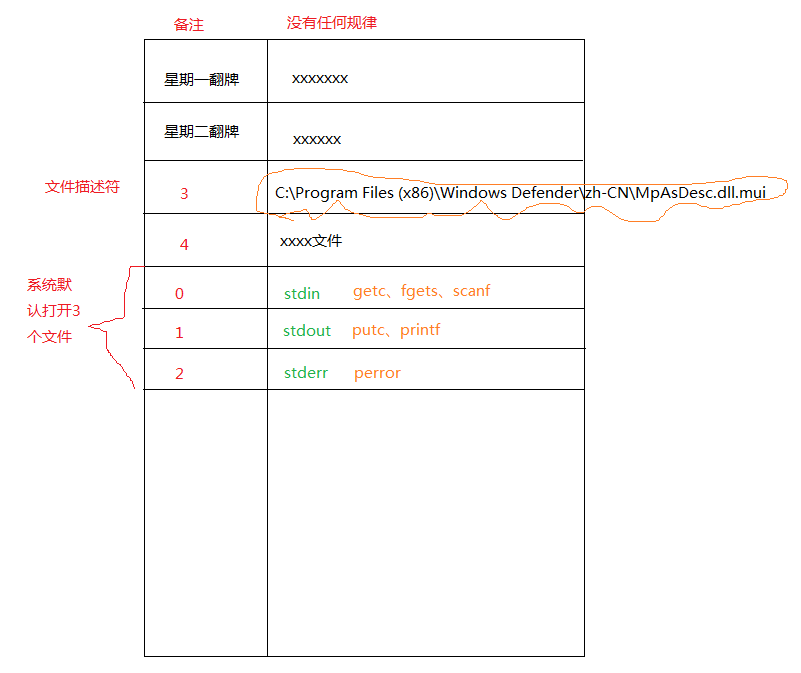 备注 没有任何规律
星期一翻牌 xxxxxxx
星期二翻牌 xxxxxx
文件描述符 3 C:\Program Files (x86)\Windows Defender\zh-CN\MpAsDesc.dll.mui
4 xxxx文件
系统默
认打开3
个文件
0 stdin getc、fgets、scanf
1 stdout putc、printf
2 stderr perror